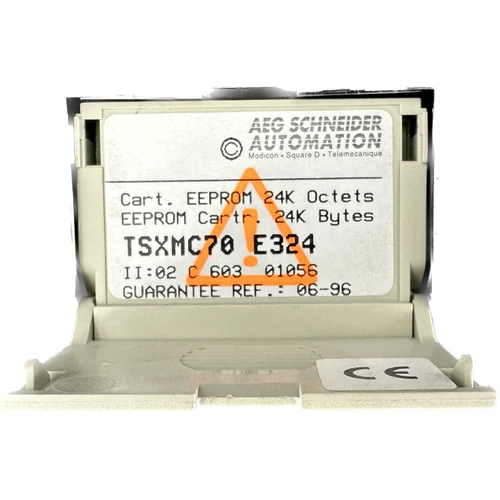 AEG SCHNEIDER
AUTOMATION
Modicon • Square D • Telemecanique
Cart. EEPROM 24K Octets
EEPROM Cartr. 24K Bytes
TSXMC70 E324
II:02 C 603 01056
GUARANTEE REF.: 06-96
CE